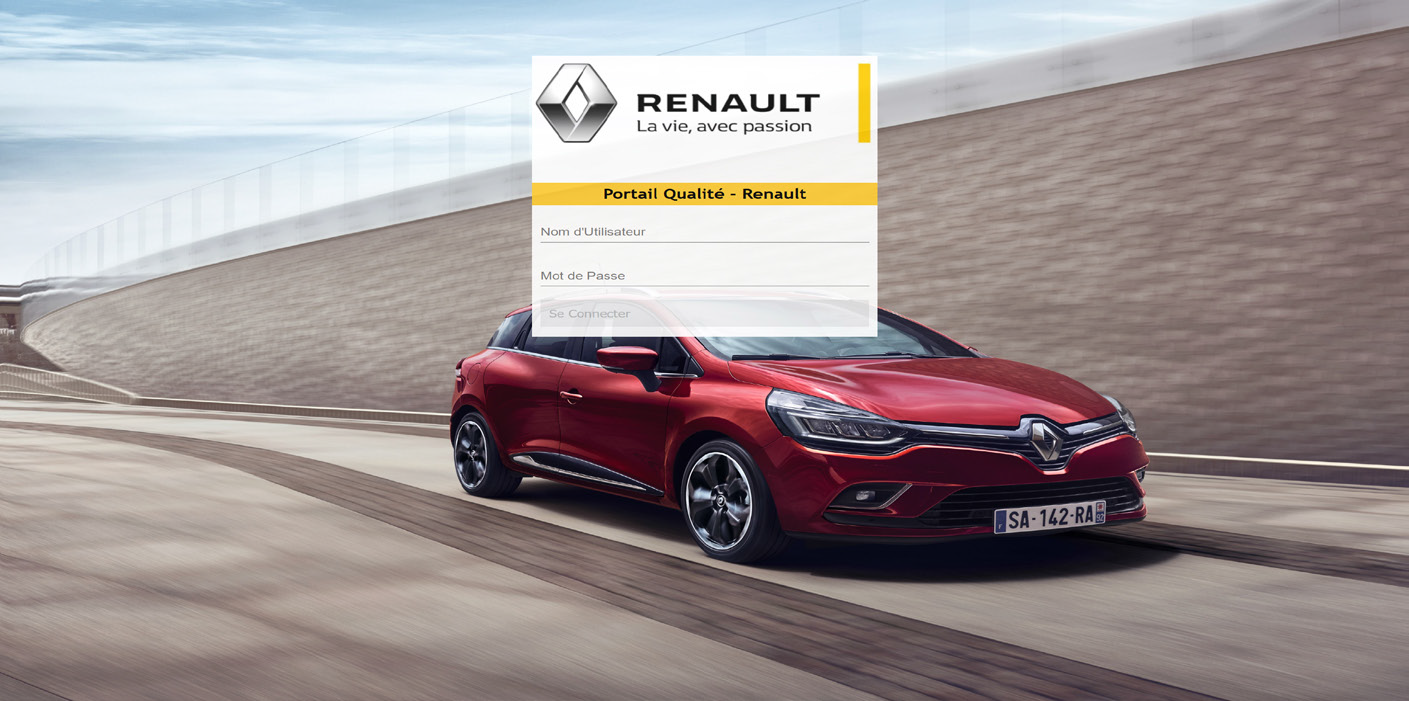 RENAULT
La vie, avec passion
Portail Qualité - Renault
Nom d'Utilisateur
Mot de Passe
Se Connecter
SA-142-RA